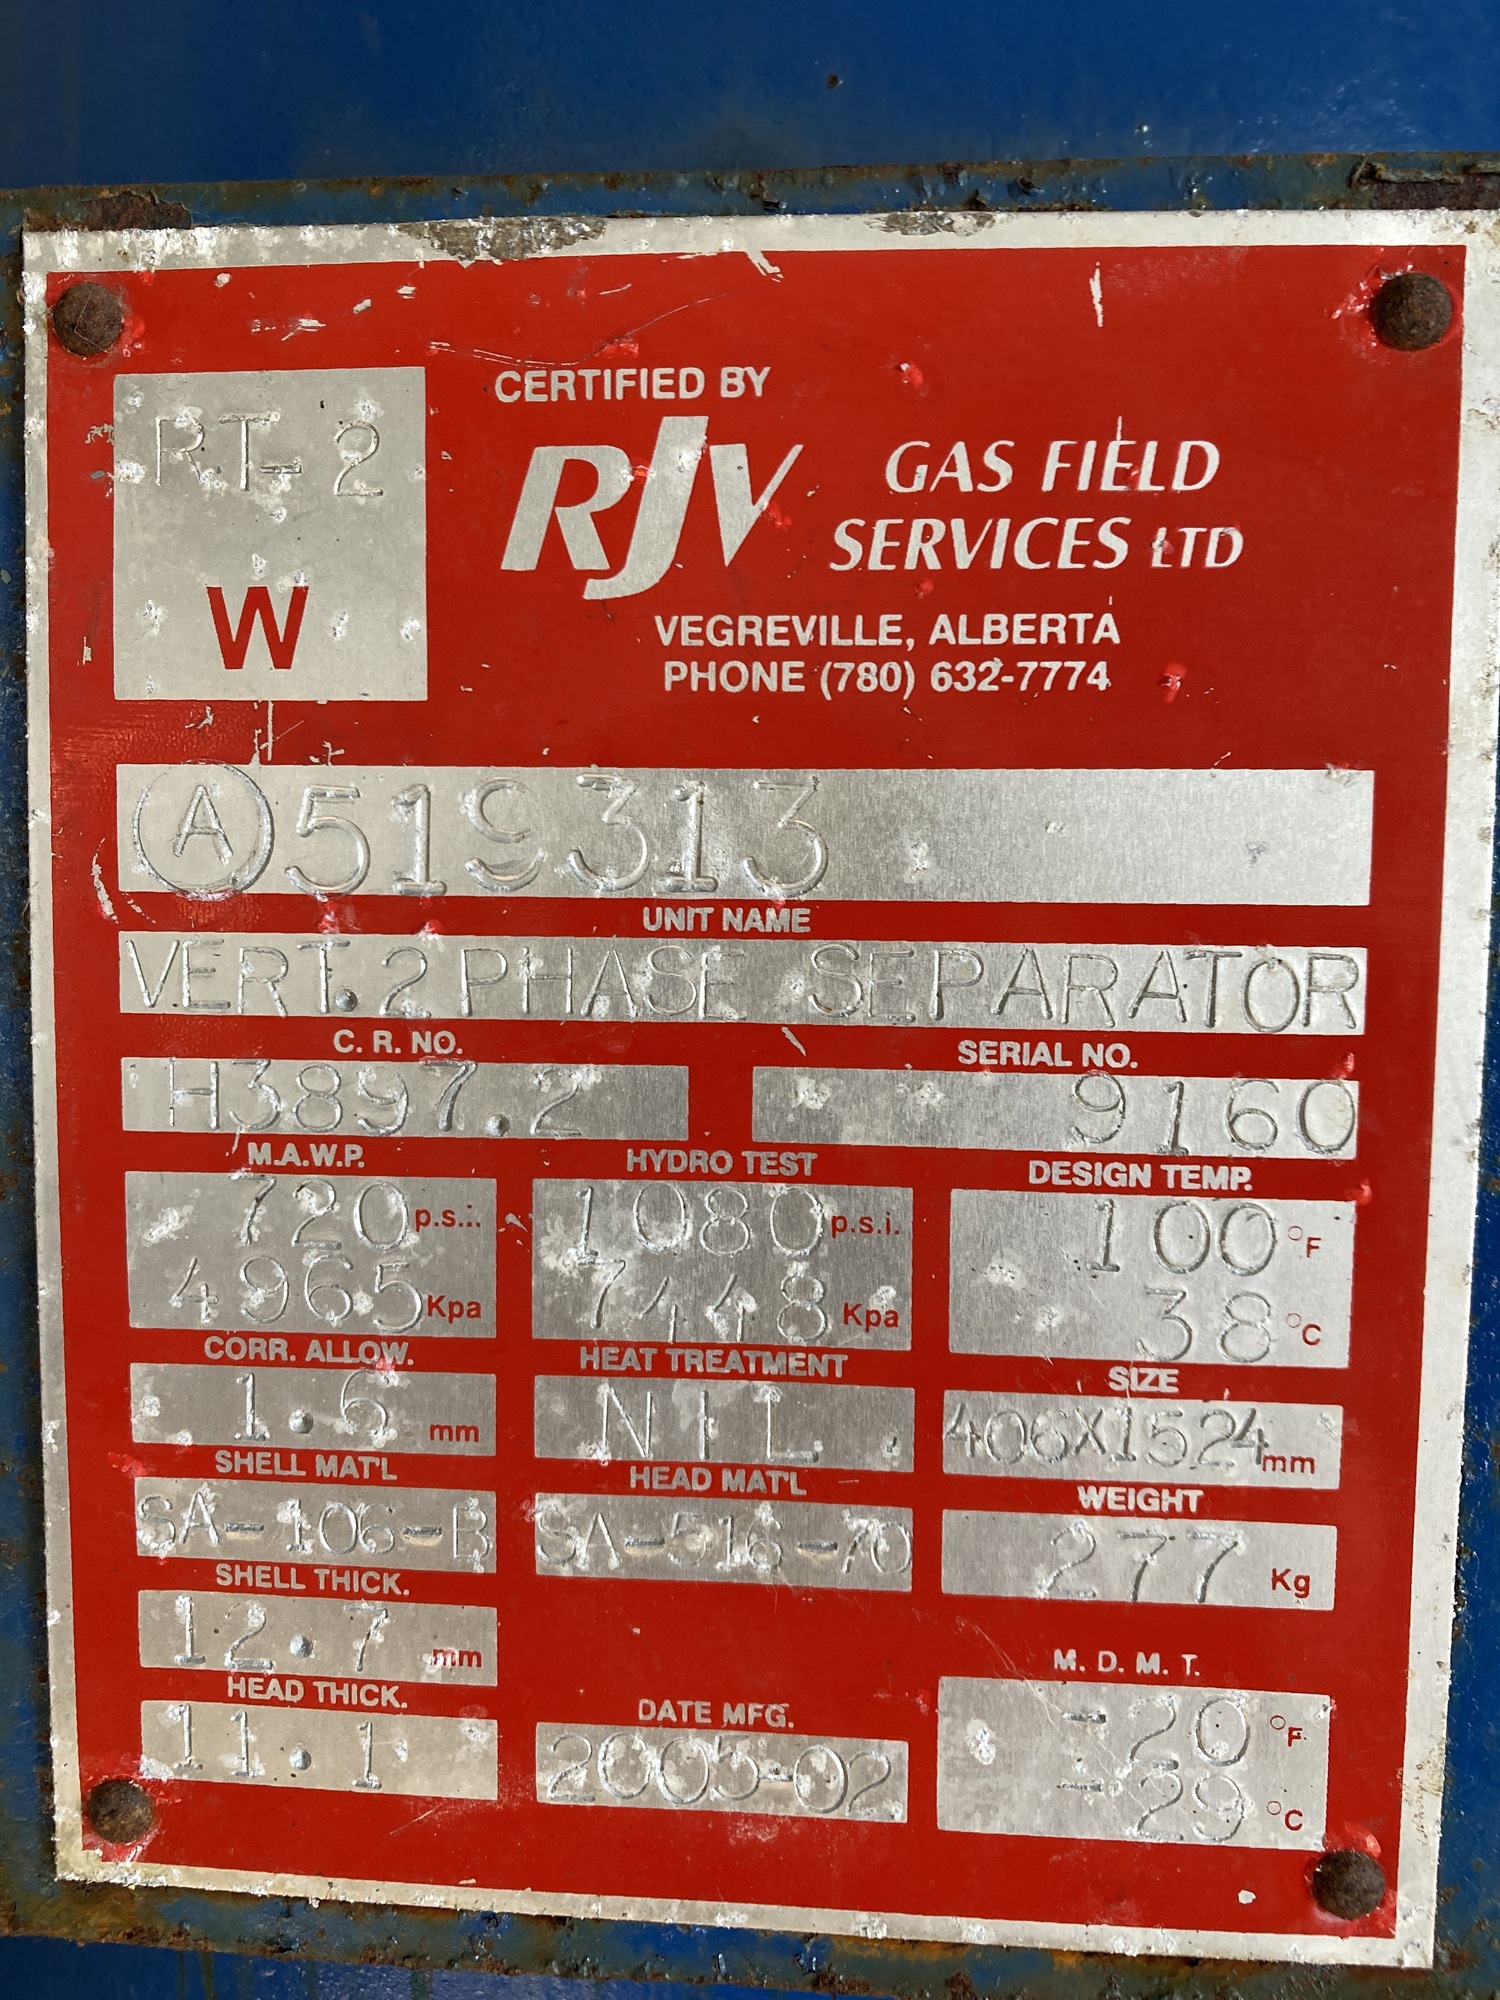 CERTIFIED BY
RT-2
W
RJV GAS FIELD
SERVICES LTD
VEGREVILLE, ALBERTA
PHONE (780) 632-7774
A 519313
UNIT NAME
VERT. 2 PHASE SEPARATOR
C. R. NO. SERIAL NO.
H3897.2 9160
M.A.W.P. HYDRO TEST DESIGN TEMP.
720 p.s.i. 1080 p.s.i. 100 °F
4965 Kpa 7448 Kpa 38 °C
CORR. ALLOW. HEAT TREATMENT SIZE
1.6 mm NIL 406X1524 mm
SHELL MAT'L HEAD MAT'L WEIGHT
SA-106-B SA-516-70 277 Kg
SHELL THICK. M. D. M. T.
12.7 mm -20 °F
HEAD THICK. DATE MFG.
11.1 2005-02 -29 °C